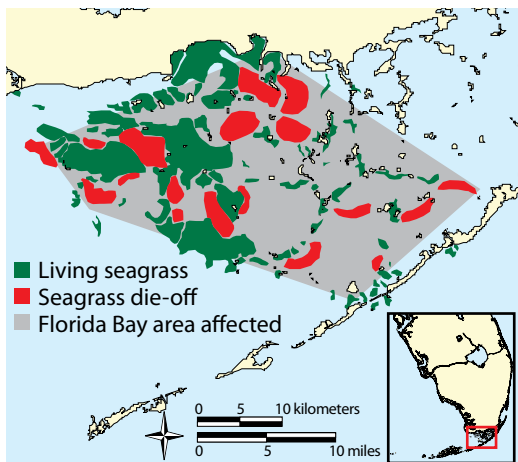 Living seagrass
Seagrass die-off
Florida Bay area affected
0 5 10 kilometers
0 5 10 miles